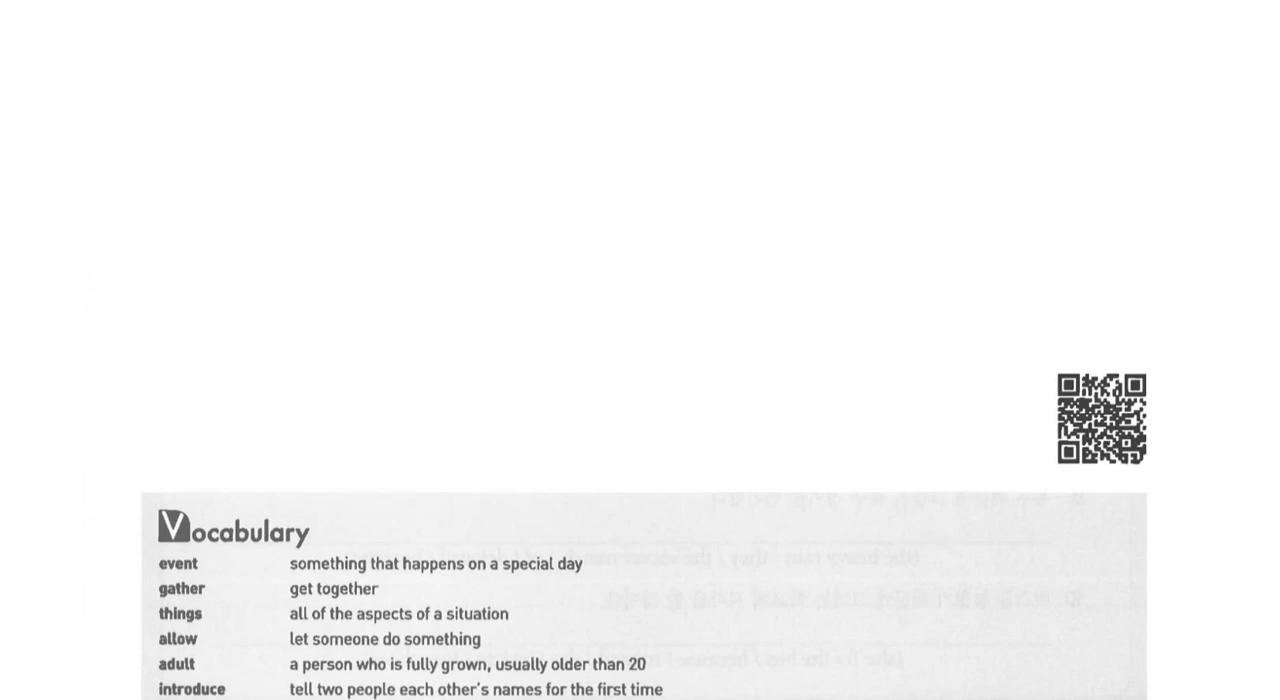 Vocabulary
event something that happens on a special day
gather get together
things all of the aspects of a situation
allow let someone do something
adult a person who is fully grown, usually older than 20
introduce tell two people each other's names for the first time